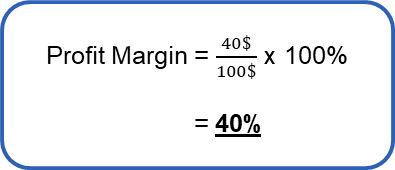 Profit Margin = 40$/100$ x 100%
= 40%